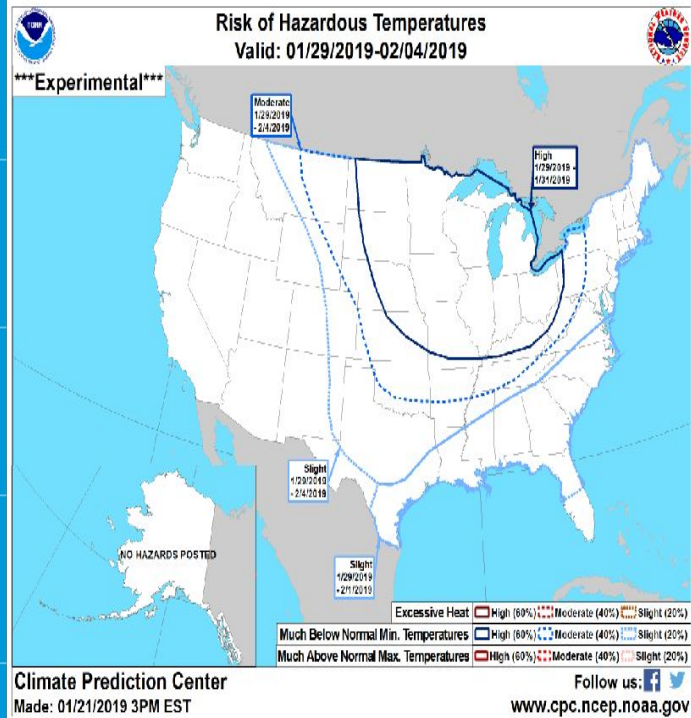 Risk of Hazardous Temperatures
Valid: 01/29/2019-02/04/2019
***Experimental***
Moderate
1/29/2019
- 2/4/2019
High
1/29/2019 -
1/31/2019
Slight
1/29/2019
- 2/4/2019
Slight
1/29/2019
- 2/1/2019
NO HAZARDS POSTED
Excessive Heat High (60%) Moderate (40%) Slight (20%)
Much Below Normal Min. Temperatures High (60%) Moderate (40%) Slight (20%)
Much Above Normal Max. Temperatures High (60%) Moderate (40%) Slight (20%)
Climate Prediction Center
Made: 01/21/2019 3PM EST
Follow us:
www.cpc.ncep.noaa.gov